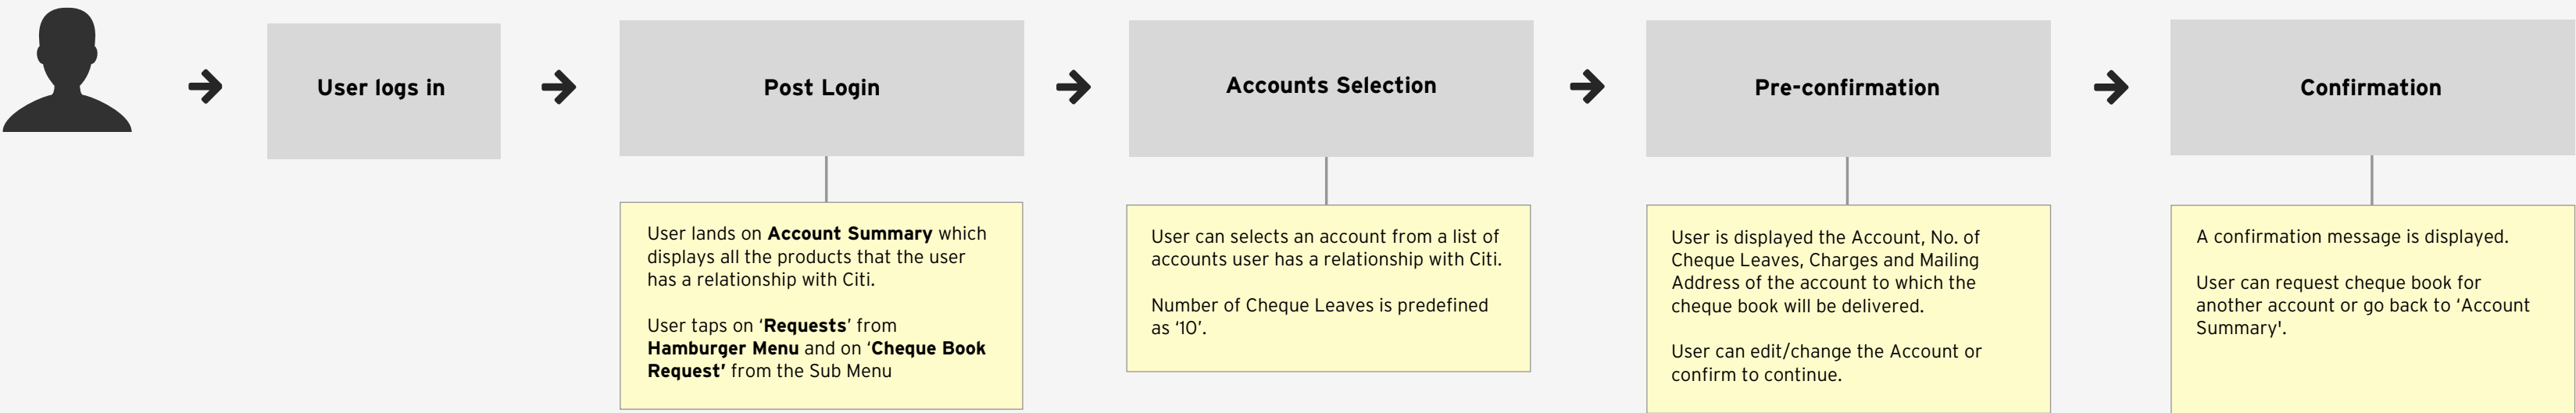 User logs in
Post Login
Accounts Selection
Pre-confirmation
Confirmation
User lands on Account Summary which
displays all the products that the user
has a relationship with Citi.
User taps on ‘Requests’ from
Hamburger Menu and on ‘Cheque Book
Request’ from the Sub Menu
User can selects an account from a list of
accounts user has a relationship with Citi.
Number of Cheque Leaves is predefined
as ‘10’.
User is displayed the Account, No. of
Cheque Leaves, Charges and Mailing
Address of the account to which the
cheque book will be delivered.
User can edit/change the Account or
confirm to continue.
A confirmation message is displayed.
User can request cheque book for
another account or go back to ‘Account
Summary'.